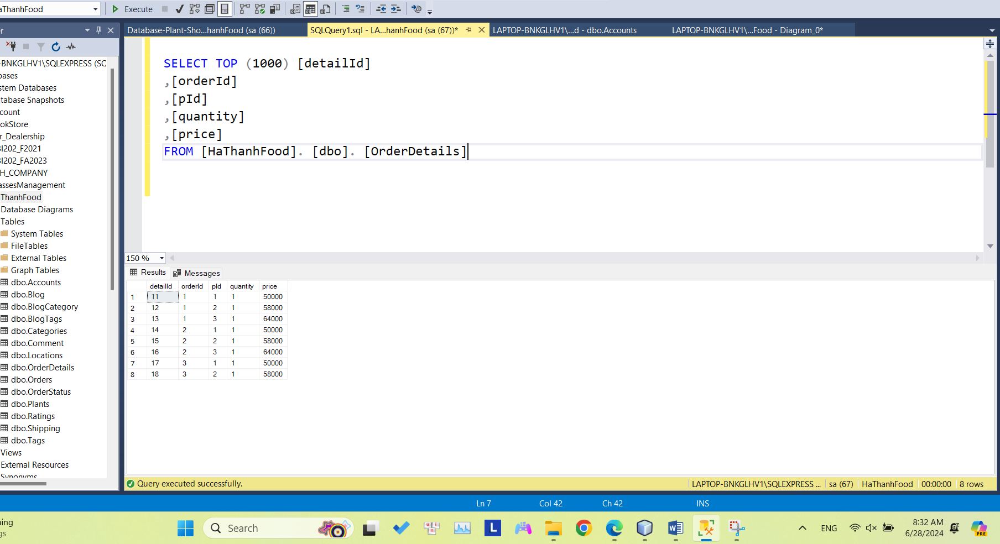 aThanhFood
Execute
r
Database-Plant-Sho...hanhFood (sa (66))
SQLQuery1.sql - LA...hanhFood (sa (67))*
LAPTOP-BNKGLHV1\...d - dbo.Accounts
LAPTOP-BNKGLHV1\...Food - Diagram_0*
-BNKGLHV1\SQLEXPRESS (SQ
bases
stem Databases
tabase Snapshots
count
okStore
r_Dealership
BI202_F2021
BI202_FA2023
H_COMPANY
assesManagement
ThanhFood
Database Diagrams
Tables
System Tables
FileTables
External Tables
Graph Tables
dbo.Accounts
dbo.Blog
dbo.BlogCategory
dbo.BlogTags
dbo.Categories
dbo.Comment
dbo.Locations
dbo.OrderDetails
dbo.Orders
dbo.OrderStatus
dbo.Plants
dbo.Ratings
dbo.Shipping
dbo.Tags
Views
External Resources
Synonyms
SELECT TOP (1000) [detailId]
,[orderId]
,[pId]
,[quantity]
,[price]
FROM [HaThanhFood]. [dbo]. [OrderDetails]
150 %
Results Messages
detailId orderId pId quantity price
1 11 1 1 1 50000
2 12 1 2 1 58000
3 13 1 3 1 64000
4 14 2 1 1 50000
5 15 2 2 1 58000
6 16 2 3 1 64000
7 17 3 1 1 50000
8 18 3 2 1 58000
Query executed successfully.
LAPTOP-BNKGLHV1\SQLEXPRESS ... sa (67) HaThanhFood 00:00:00 8 rows
Ln 7 Col 42 Ch 42 INS
ning
gs
Search
L
ENG
8:32 AM
6/28/2024
PRE